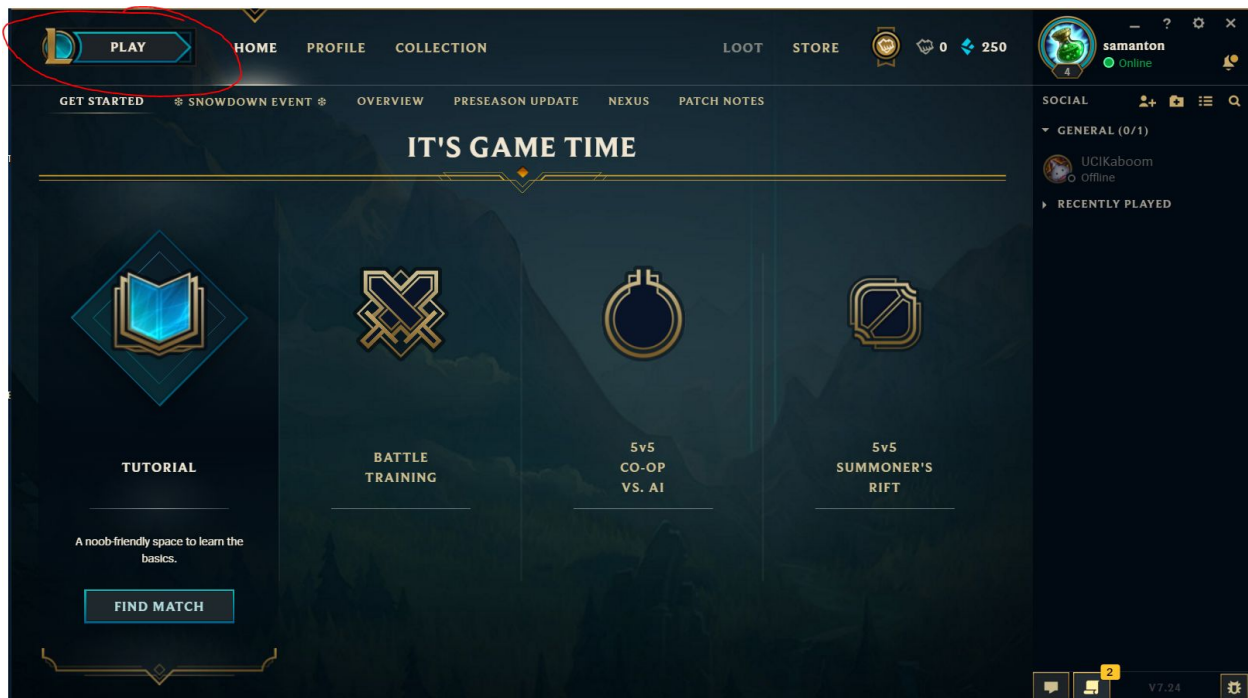 PLAY
HOME PROFILE COLLECTION LOOT STORE 0 250
samanton
4
Online
GET STARTED ❄ SNOWDOWN EVENT ❄ OVERVIEW PRESEASON UPDATE NEXUS PATCH NOTES
SOCIAL
GENERAL (0/1)
UCIKaboom
Offline
RECENTLY PLAYED
IT'S GAME TIME
TUTORIAL
A noob-friendly space to learn the
basics.
FIND MATCH
BATTLE
TRAINING
5v5
CO-OP
VS. AI
5v5
SUMMONER'S
RIFT
2
V7.24